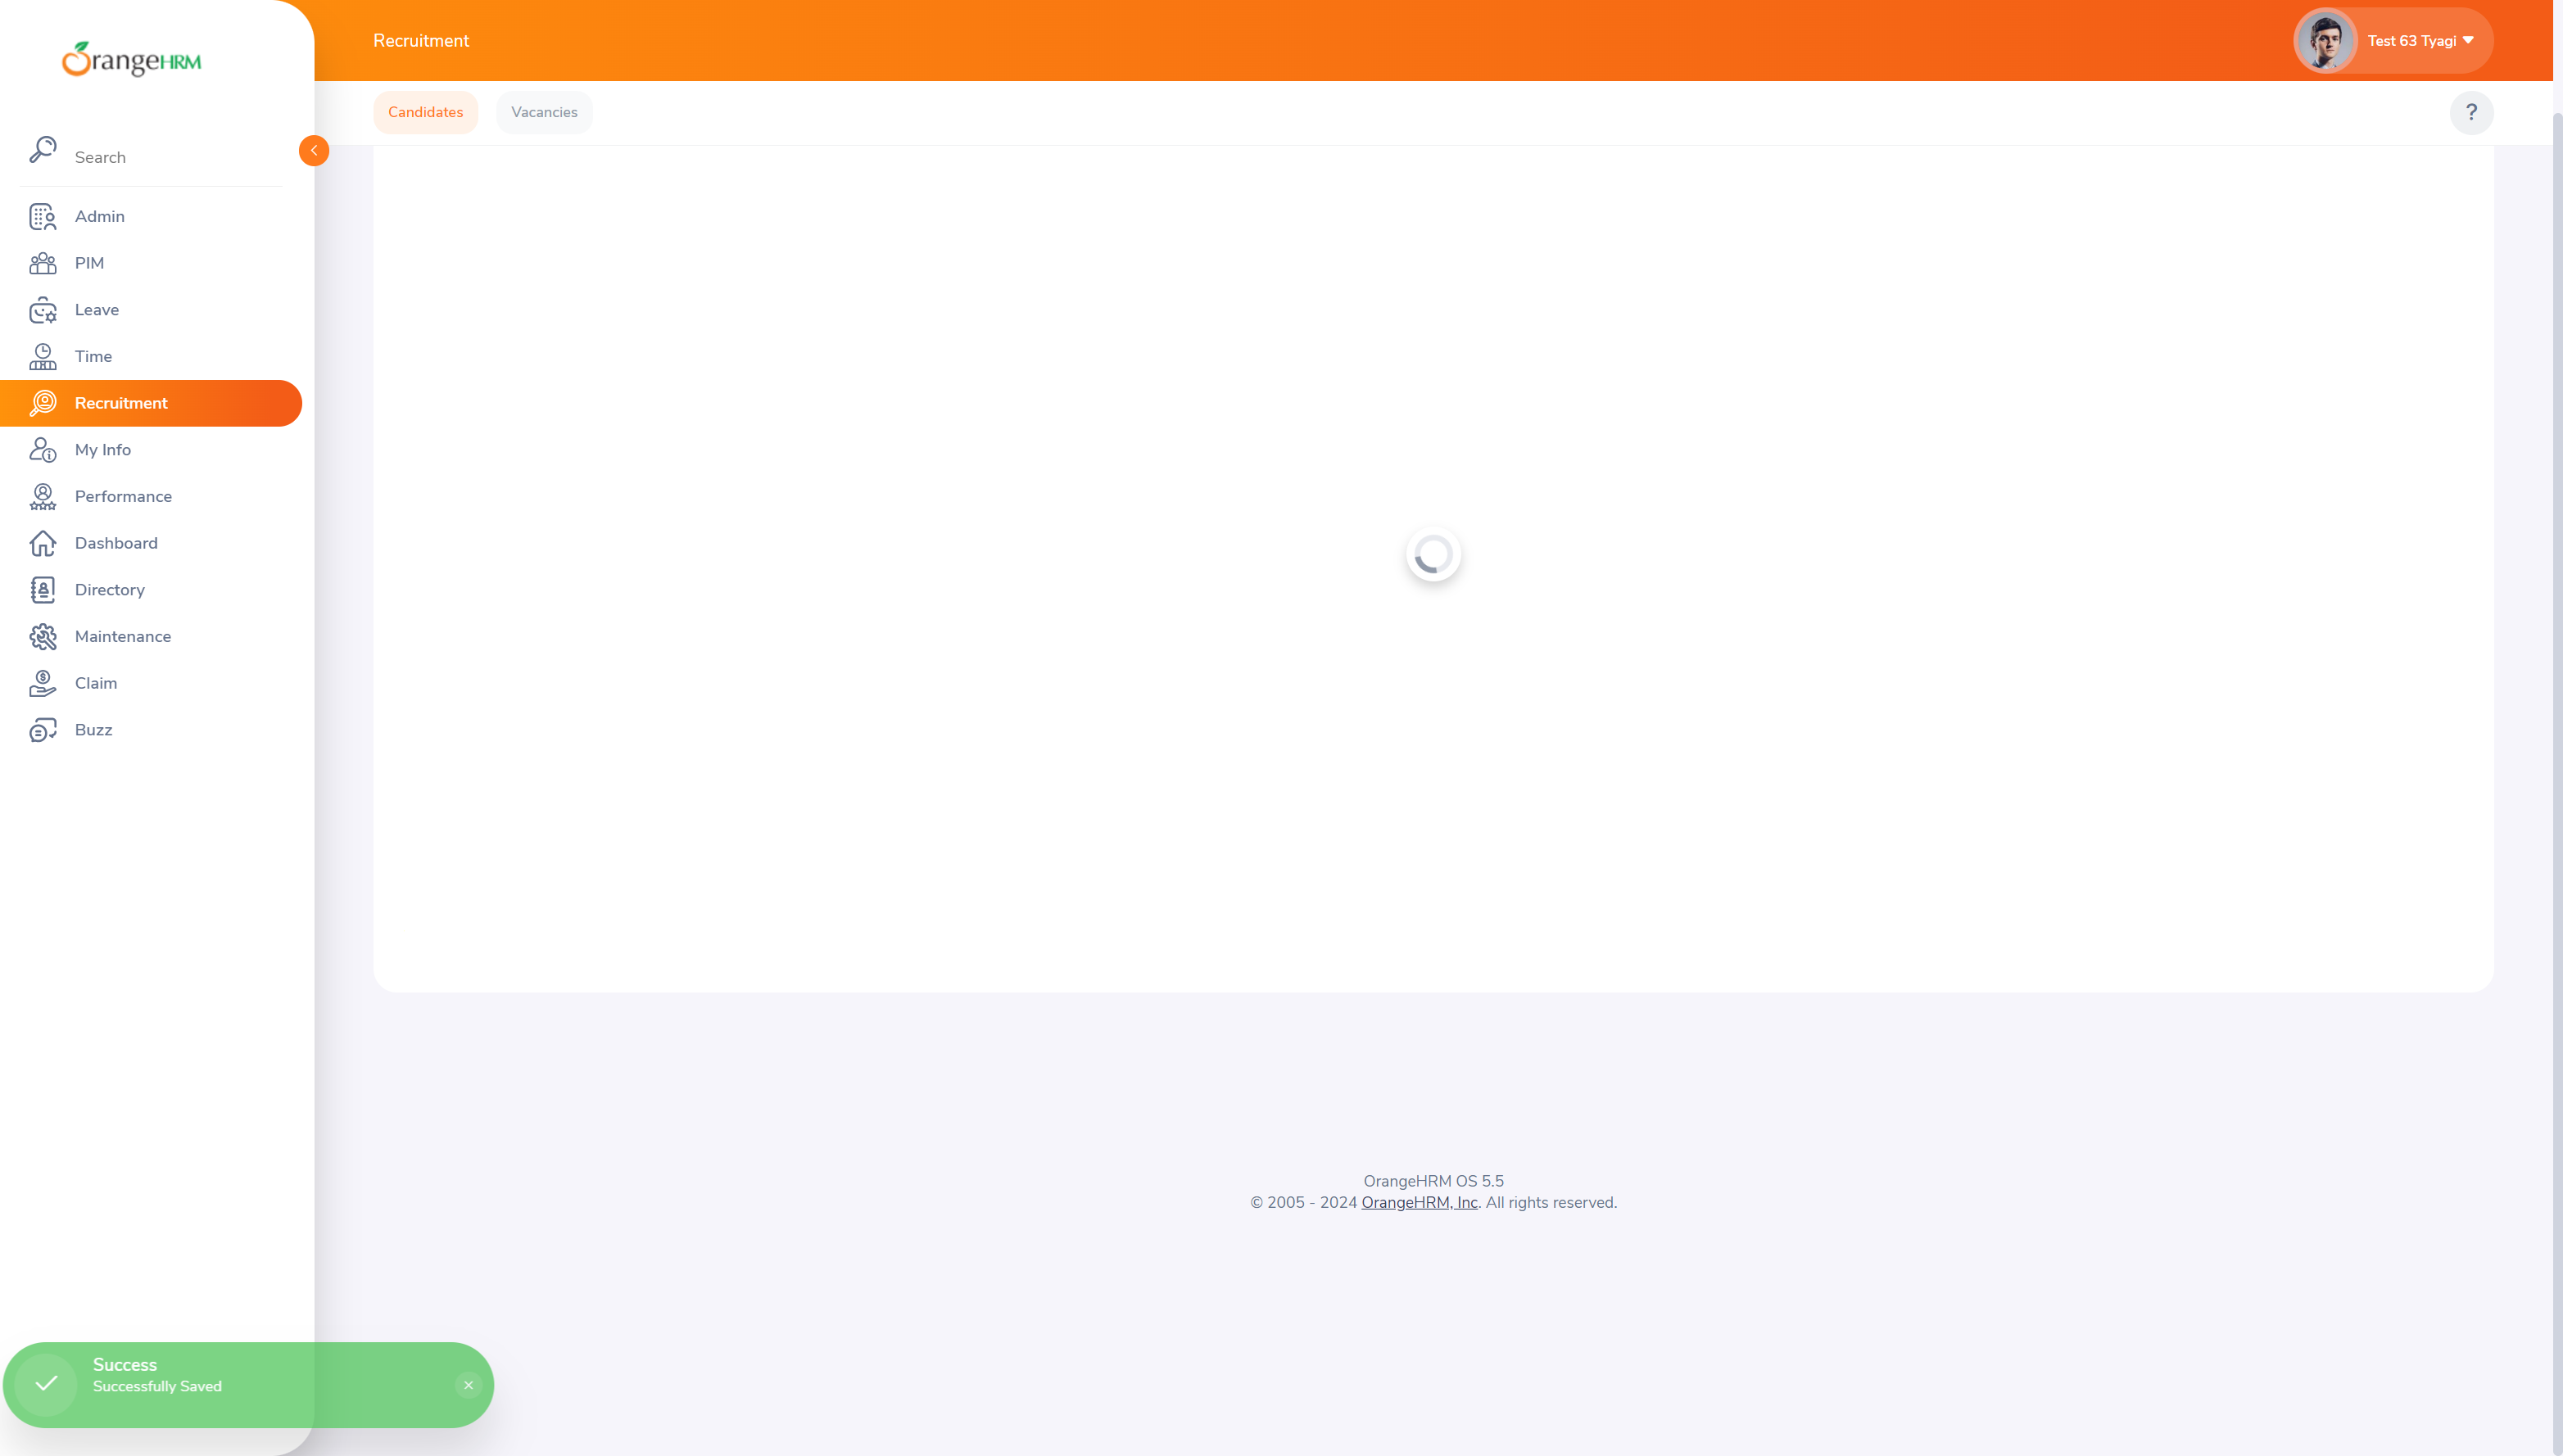 OrangeHRM
Recruitment
Test 63 Tyagi
Candidates
Vacancies
?
Search
Admin
PIM
Leave
Time
Recruitment
My Info
Performance
Dashboard
Directory
Maintenance
Claim
Buzz
OrangeHRM OS 5.5
© 2005 - 2024 OrangeHRM, Inc. All rights reserved.
Success
Successfully Saved